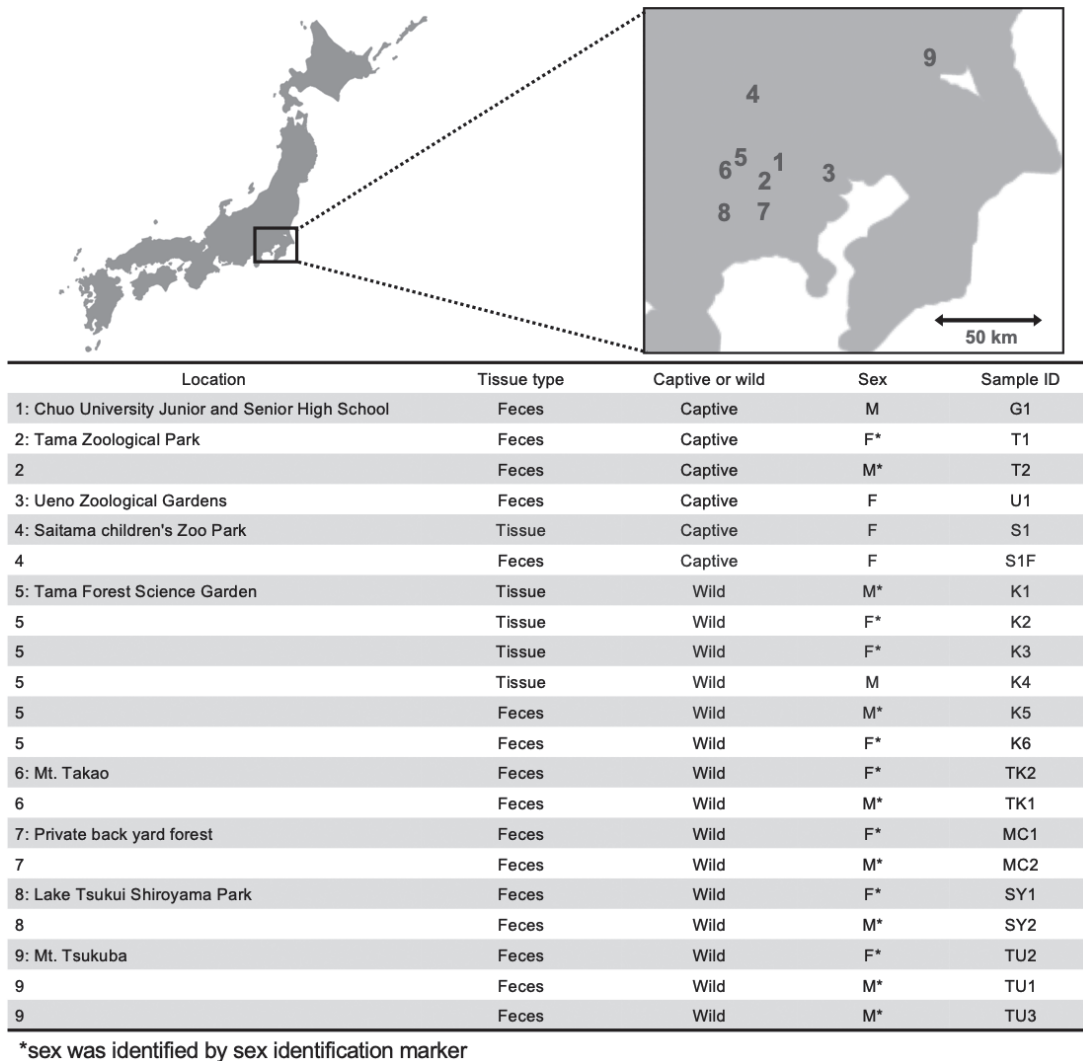 9
4
5
1
6
2
3
8
7
50 km
Location Tissue type Captive or wild Sex Sample ID
1: Chuo University Junior and Senior High School Feces Captive M G1
2: Tama Zoological Park Feces Captive F* T1
2 Feces Captive M* T2
3: Ueno Zoological Gardens Feces Captive F U1
4: Saitama children's Zoo Park Tissue Captive F S1
4 Feces Captive F S1F
5: Tama Forest Science Garden Tissue Wild M* K1
5 Tissue Wild F* K2
5 Tissue Wild F* K3
5 Tissue Wild M K4
5 Feces Wild M* K5
5 Feces Wild F* K6
6: Mt. Takao Feces Wild F* TK2
6 Feces Wild M* TK1
7: Private back yard forest Feces Wild F* MC1
7 Feces Wild M* MC2
8: Lake Tsukui Shiroyama Park Feces Wild F* SY1
8 Feces Wild M* SY2
9: Mt. Tsukuba Feces Wild F* TU2
9 Feces Wild M* TU1
9 Feces Wild M* TU3
*sex was identified by sex identification marker